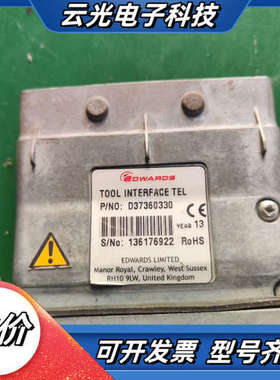 云光电子科技
EDWARDS
TOOL INTERFACE TEL
P/NO: D37360330
YEAR 13
S/No: 136176922 RoHS
EDWARDS LIMITED
Manor Royal, Crawley, West Sussex
RH10 9LW, United Kingdom
价
可开发票 型号齐